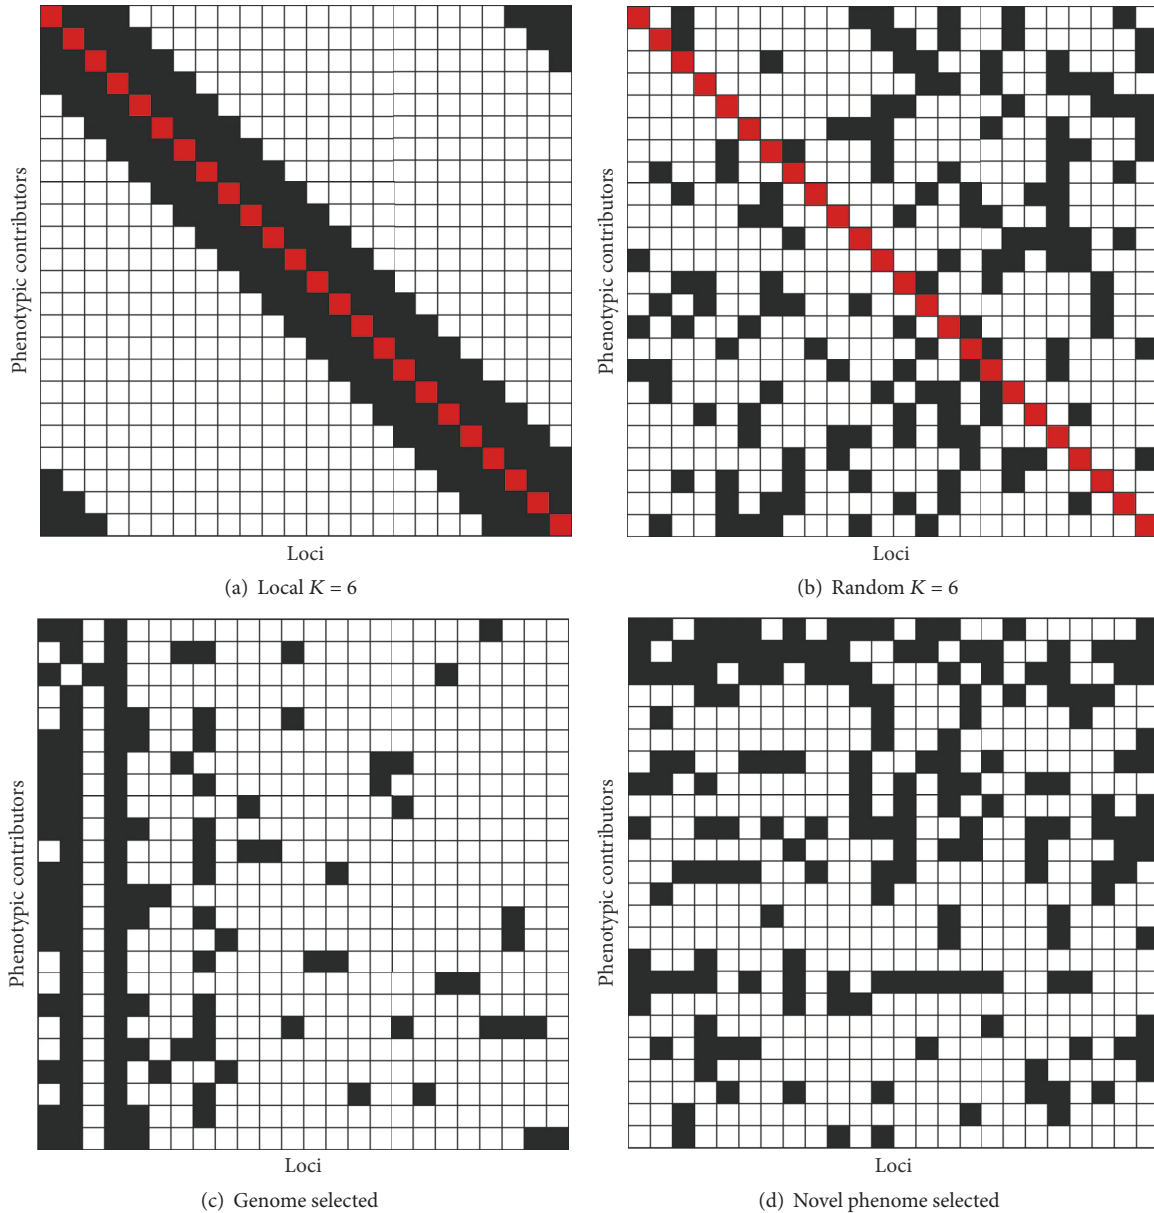 Phenotypic contributors
Loci
(a) Local K = 6
Phenotypic contributors
Loci
(b) Random K = 6
Phenotypic contributors
Loci
(c) Genome selected
Phenotypic contributors
Loci
(d) Novel phenome selected